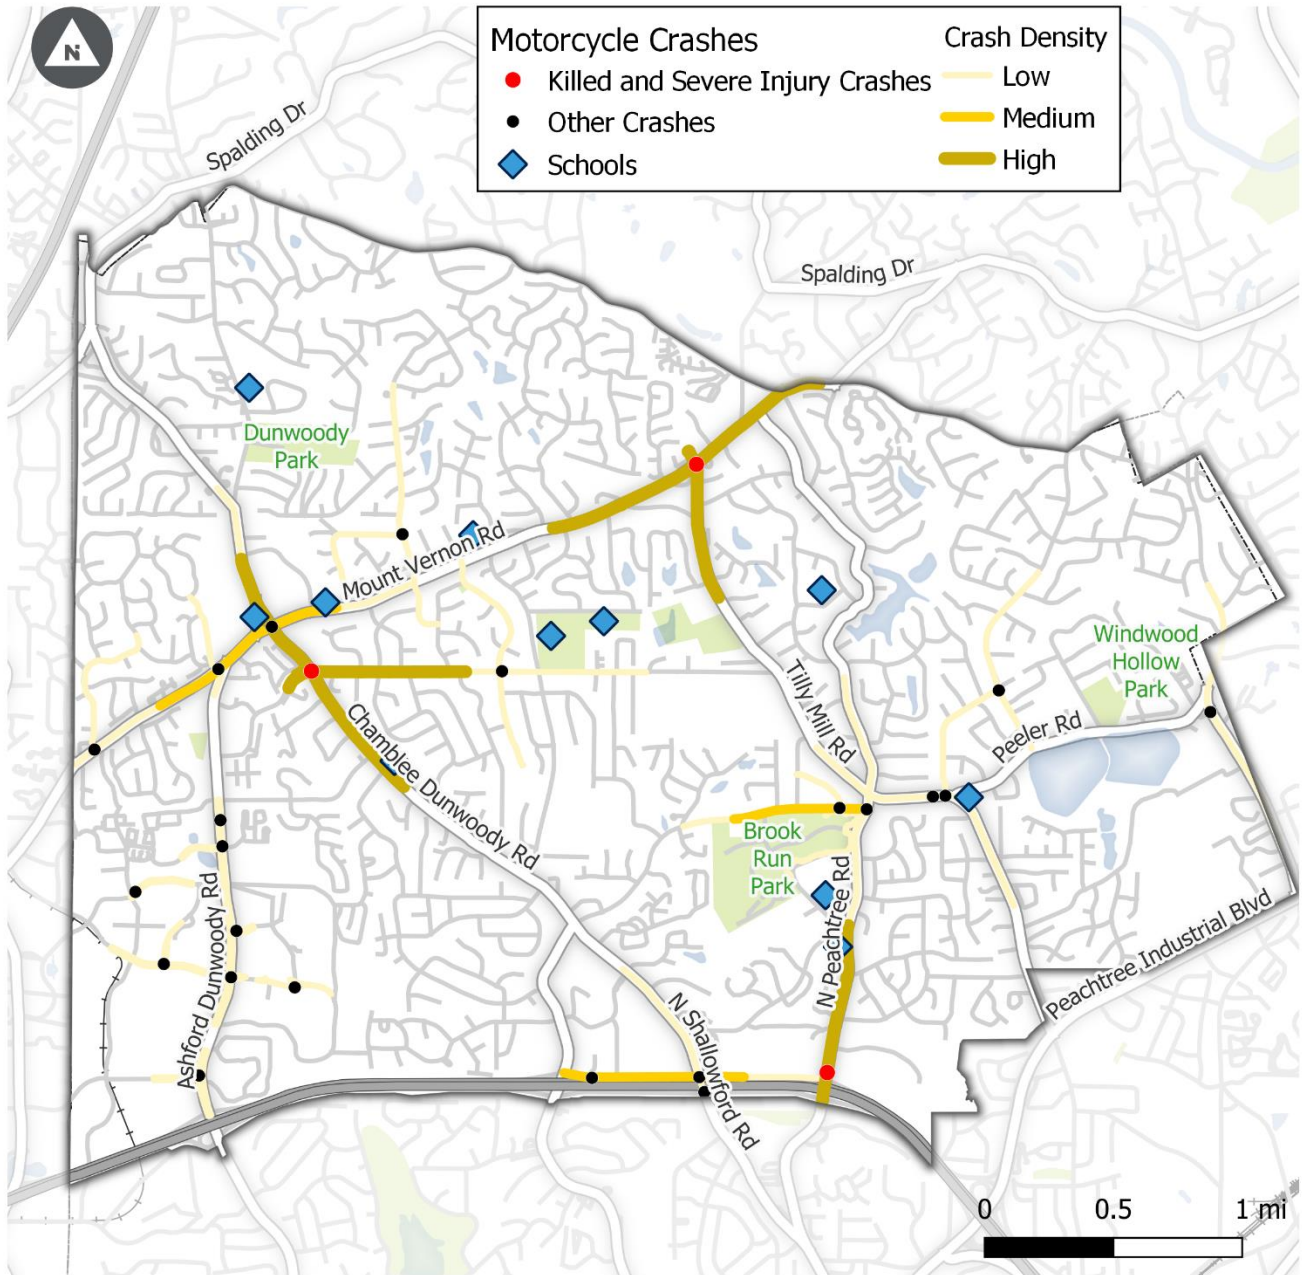 N
Motorcycle Crashes
Killed and Severe Injury Crashes
Other Crashes
Schools
Crash Density
Low
Medium
High
Spalding Dr
Spalding Dr
Dunwoody
Park
Mount Vernon Rd
Windwood
Hollow
Park
Tilly Mill Rd
Peeler Rd
Chamblee Dunwoody Rd
Brook
Run
Park
N Peachtree Rd
Ashford Dunwoody Rd
Peachtree Industrial Blvd
N Shallowford Rd
0 0.5 1 mi